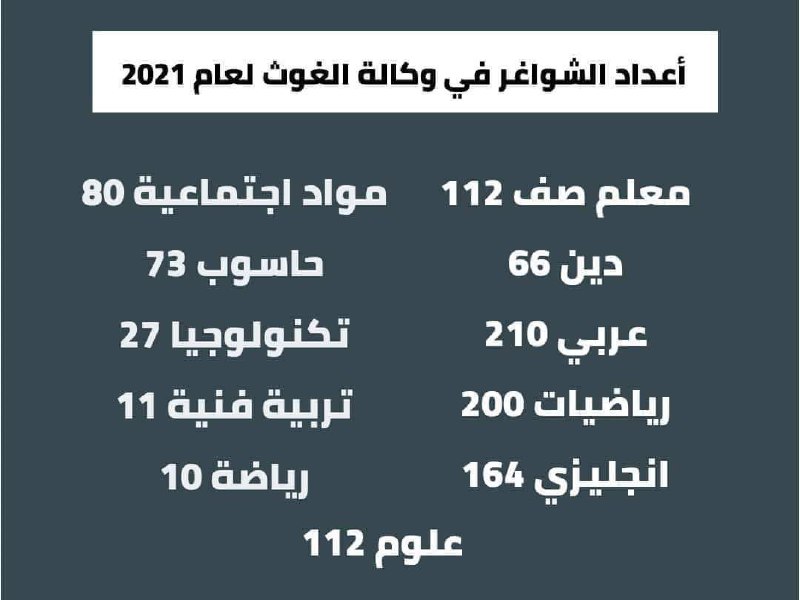 أعداد الشواغر في وكالة الغوث لعام 2021
معلم صف 112
مواد اجتماعية 80
دين 66
حاسوب 73
عربي 210
تكنولوجيا 27
رياضيات 200
تربية فنية 11
انجليزي 164
رياضة 10
علوم 112